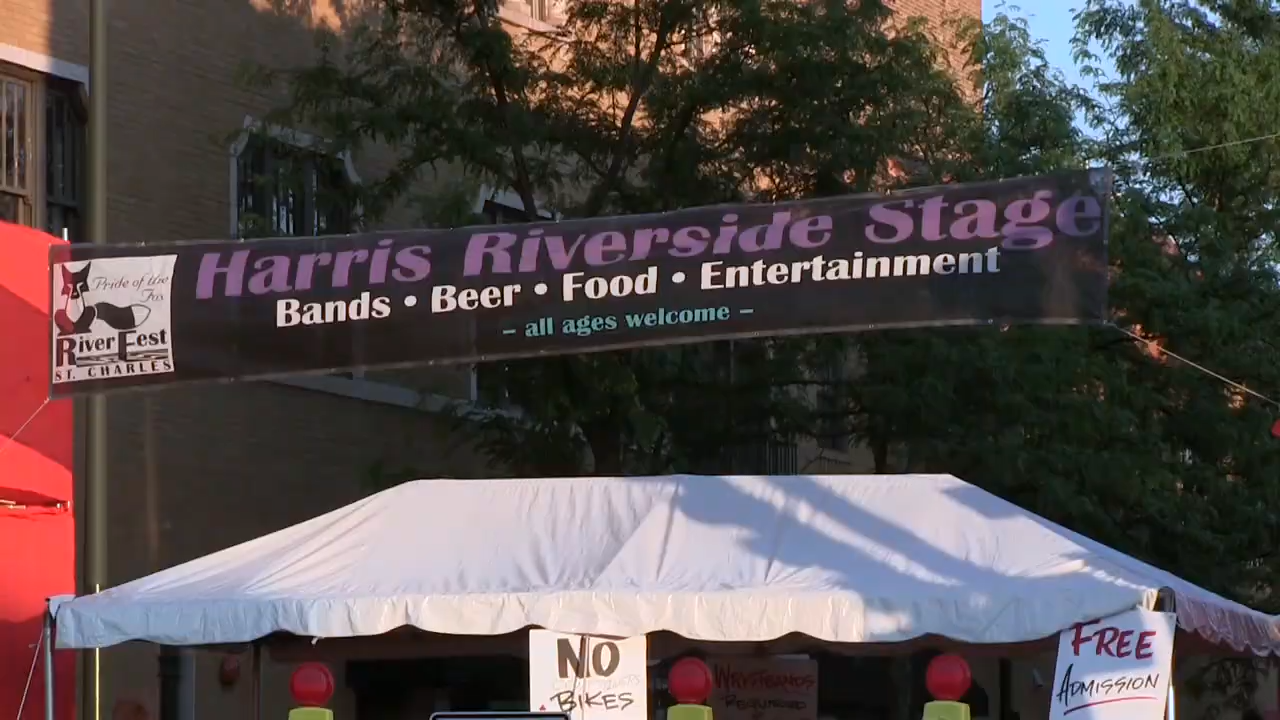 Harris Riverside Stage
Bands • Beer • Food • Entertainment
– all ages welcome –
Pride of the
Fox
River Fest
ST. CHARLES
NO
BIKES
WRISTBANDS
REQUIRED
FREE
ADMISSION